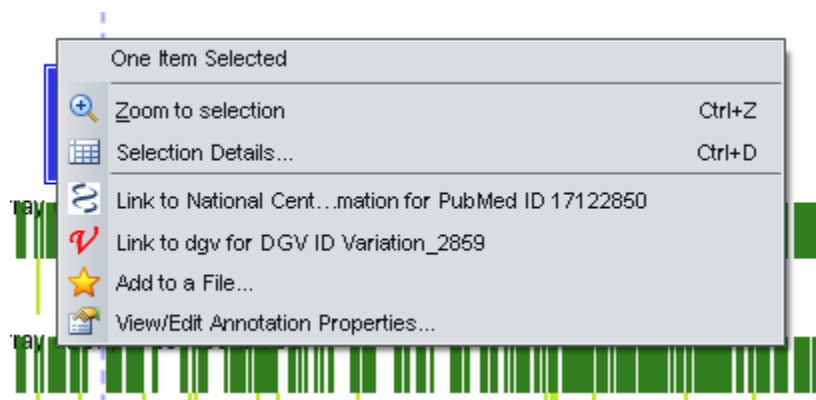 One Item Selected
Zoom to selection Ctrl+Z
Selection Details... Ctrl+D
Link to National Cent...mation for PubMed ID 17122850
Link to dgv for DGV ID Variation_2859
Add to a File...
View/Edit Annotation Properties...